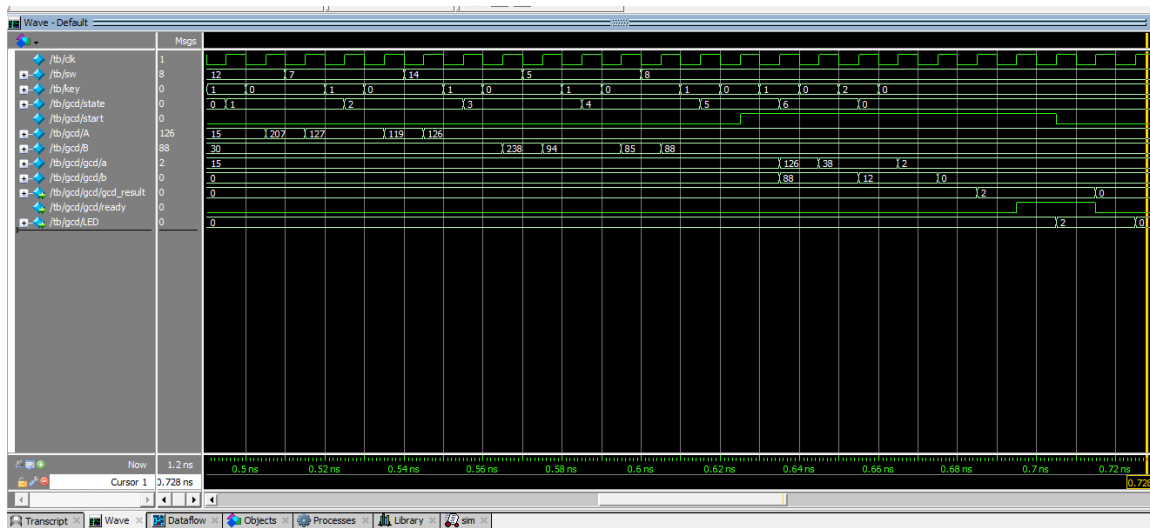 Wave - Default
Msgs
/tb/clk 1
/tb/sw 8 12 7 14 5 8
/tb/key 0 1 0 1 0 1 0 1 0 1 0 1 0 2 0
/tb/gcd/state 0 0 1 2 3 4 5 6 0
/tb/gcd/start 0
/tb/gcd/A 126 15 207 127 119 126
/tb/gcd/B 88 30 238 94 85 88
/tb/gcd/gcd/a 2 15 126 38 2
/tb/gcd/gcd/b 0 0 88 12 0
/tb/gcd/gcd/gcd_result 0 0 2 0
/tb/gcd/gcd/ready 0
/tb/gcd/LED 0 0 2 0
Now 1.2 ns 0.5 ns 0.52 ns 0.54 ns 0.56 ns 0.58 ns 0.6 ns 0.62 ns 0.64 ns 0.66 ns 0.68 ns 0.7 ns 0.72 ns
Cursor 1 0.728 ns 0.728
Transcript Wave Dataflow Objects Processes Library sim